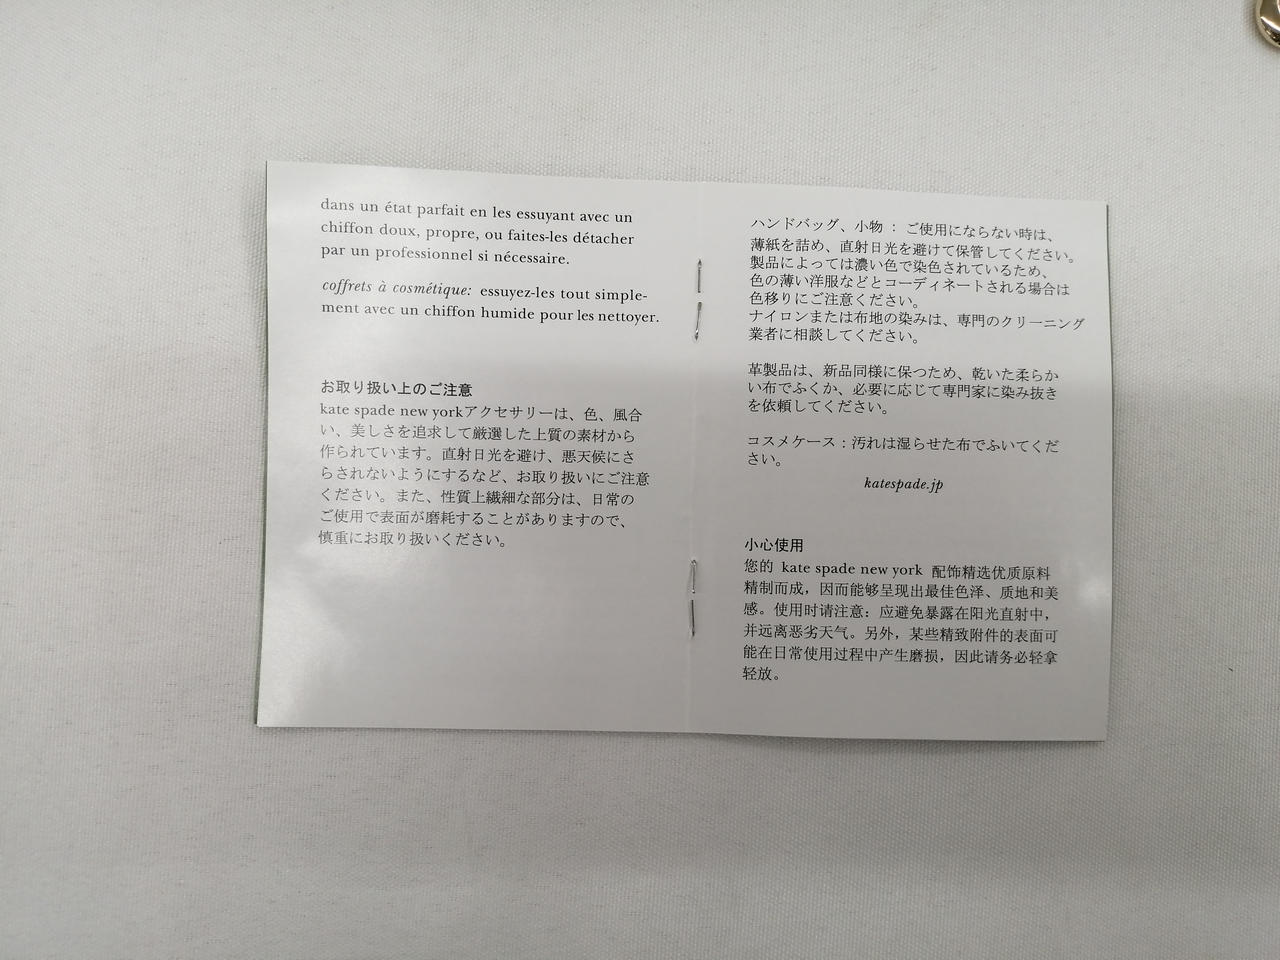 dans un état parfait en les essuyant avec un
chiffon doux, propre, ou faites-les détacher
par un professionnel si nécessaire.
coffrets à cosmétique: essuyez-les tout simple-
ment avec un chiffon humide pour les nettoyer.
お取り扱い上のご注意
kate spade new yorkアクセサリーは、色、風合
い、美しさを追求して厳選した上質の素材から
作られています。直射日光を避け、悪天候にさ
らされないようにするなど、お取り扱いにご注意
ください。また、性質上繊細な部分は、日常の
ご使用で表面が磨耗することがありますので、
慎重にお取り扱いください。
ハンドバッグ、小物 : ご使用にならない時は、
薄紙を詰め、直射日光を避けて保管してください。
製品によっては濃い色で染色されているため、
色の薄い洋服などとコーディネートされる場合は
色移りにご注意ください。
ナイロンまたは布地の染みは、専門のクリーニング
業者に相談してください。
革製品は、新品同様に保つため、乾いた柔らか
い布でふくか、必要に応じて専門家に染み抜き
を依頼してください。
コスメケース : 汚れは湿らせた布でふいてくだ
さい。
katespade.jp
小心使用
您的 kate spade new york 配饰精选优质原料
精制而成，因而能够呈现出最佳色泽、质地和美
感。使用时请注意：应避免暴露在阳光直射中，
并远离恶劣天气。另外，某些精致附件的表面可
能在日常使用过程中产生磨损，因此请务必轻拿
轻放。